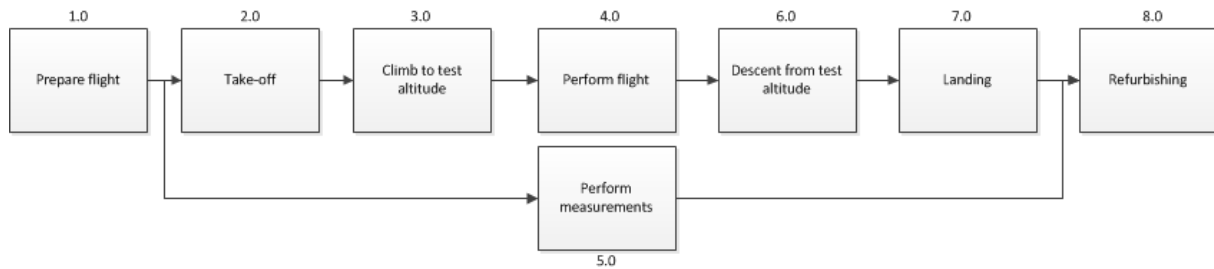 1.0
2.0
3.0
4.0
6.0
7.0
8.0
Prepare flight
Take-off
Climb to test
altitude
Perform flight
Descent from test
altitude
Landing
Refurbishing
Perform
measurements
5.0